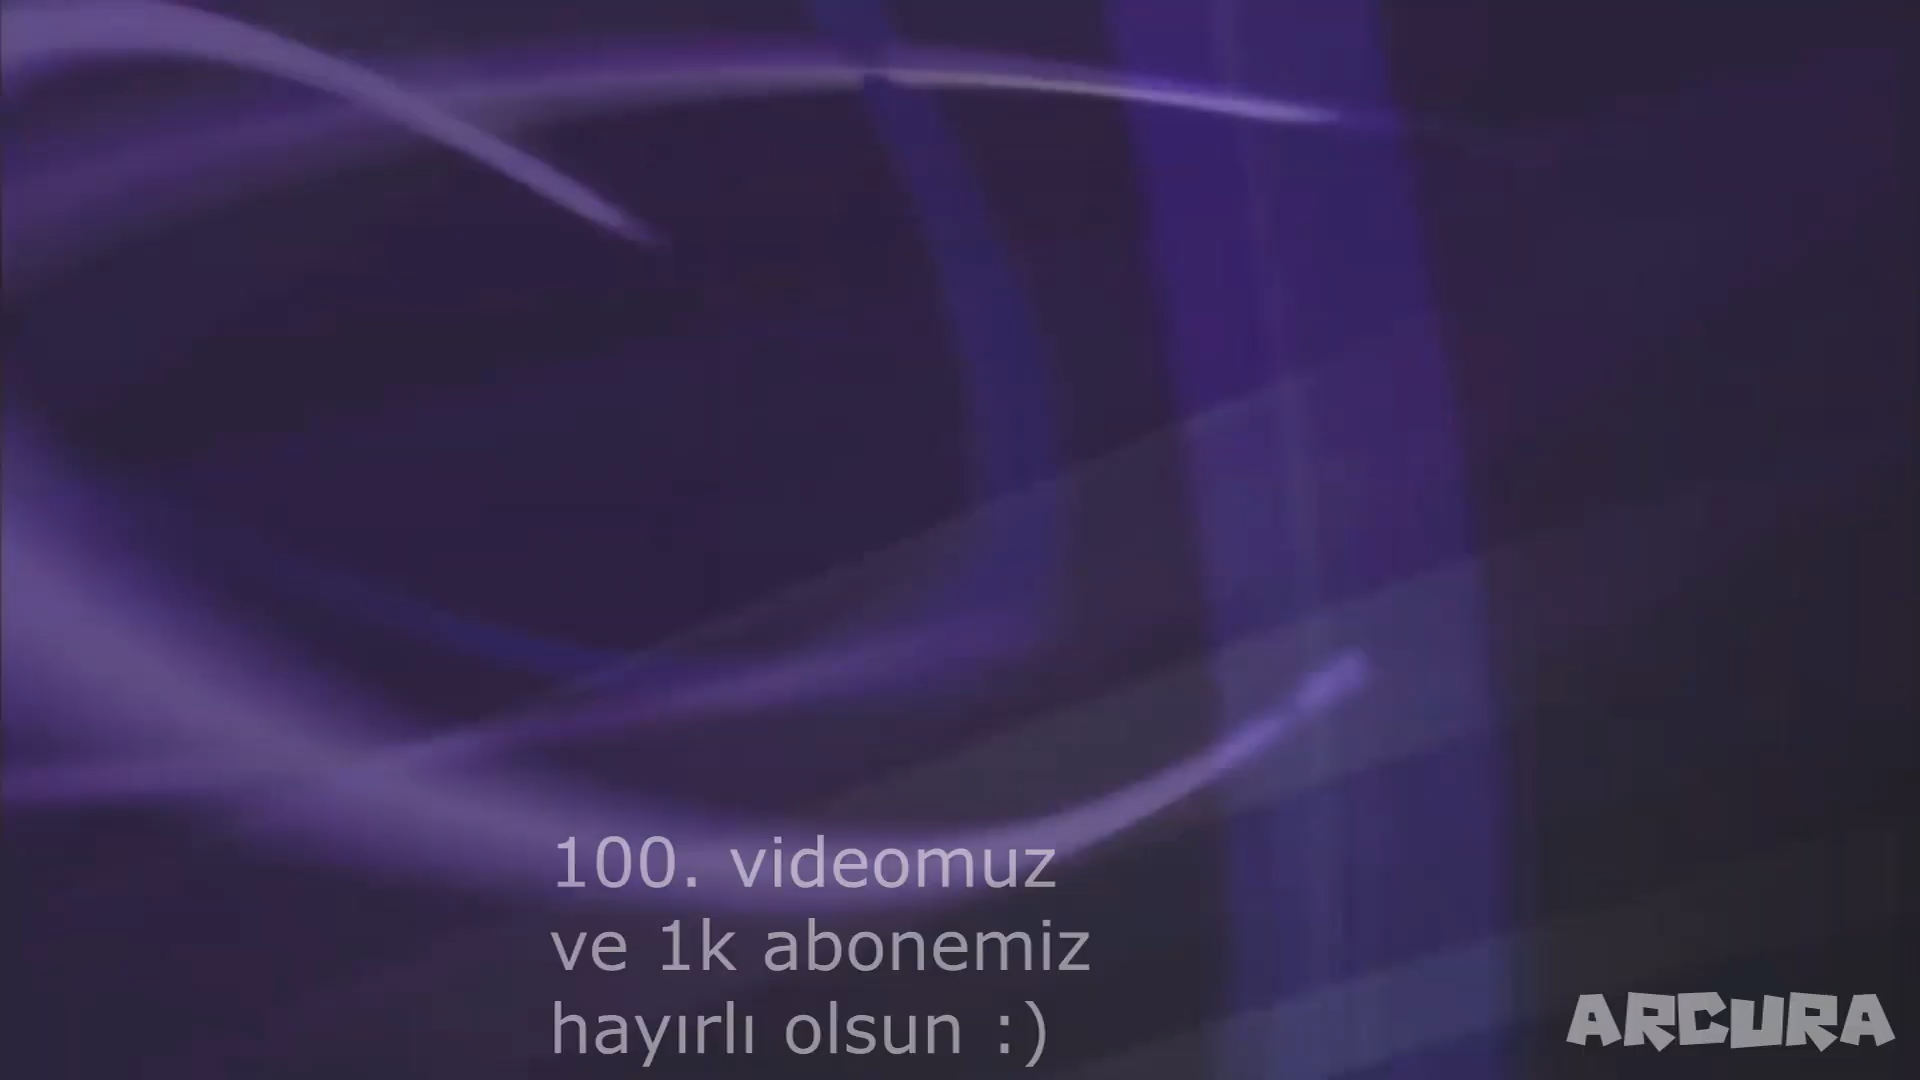 100. videomuz
ve 1k abonemiz
hayırlı olsun :)
ARCURA